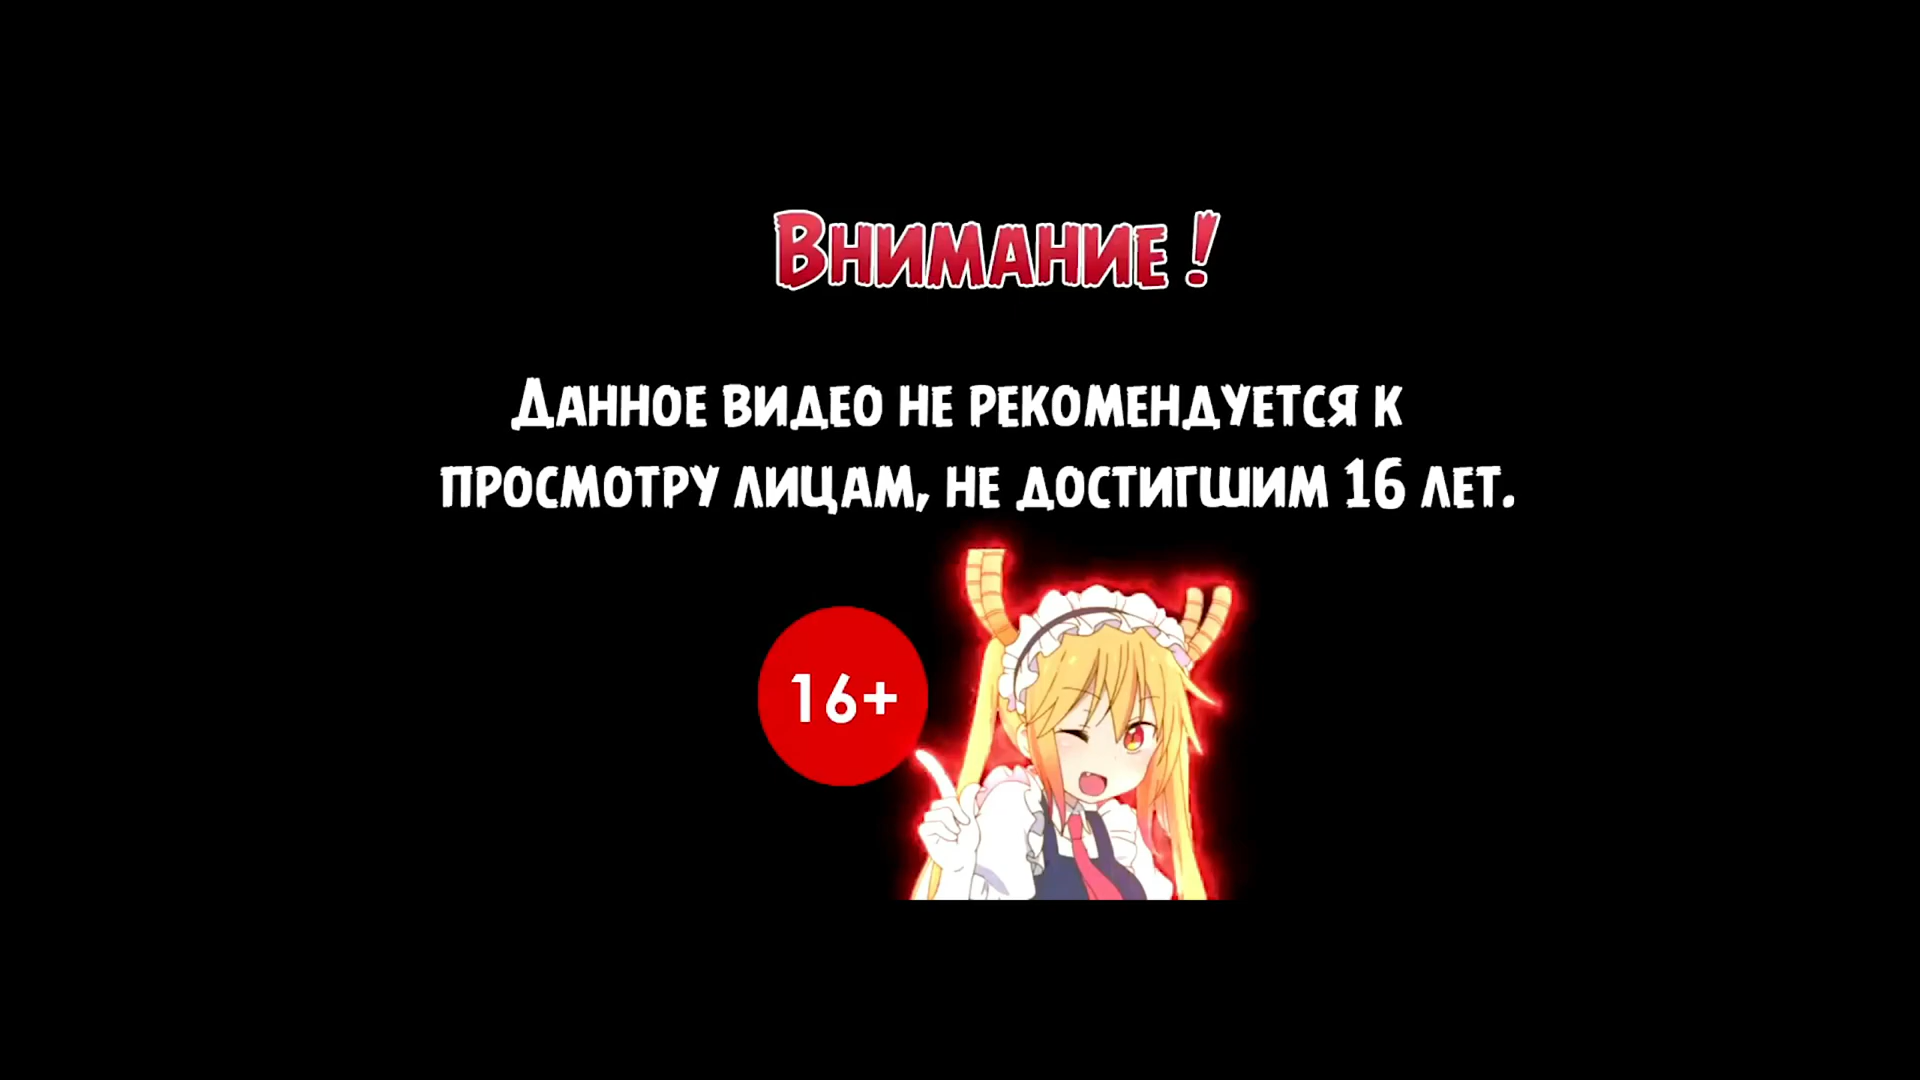 Внимание !
Данное видео не рекомендуется к
просмотру лицам, не достигшим 16 лет.
16+